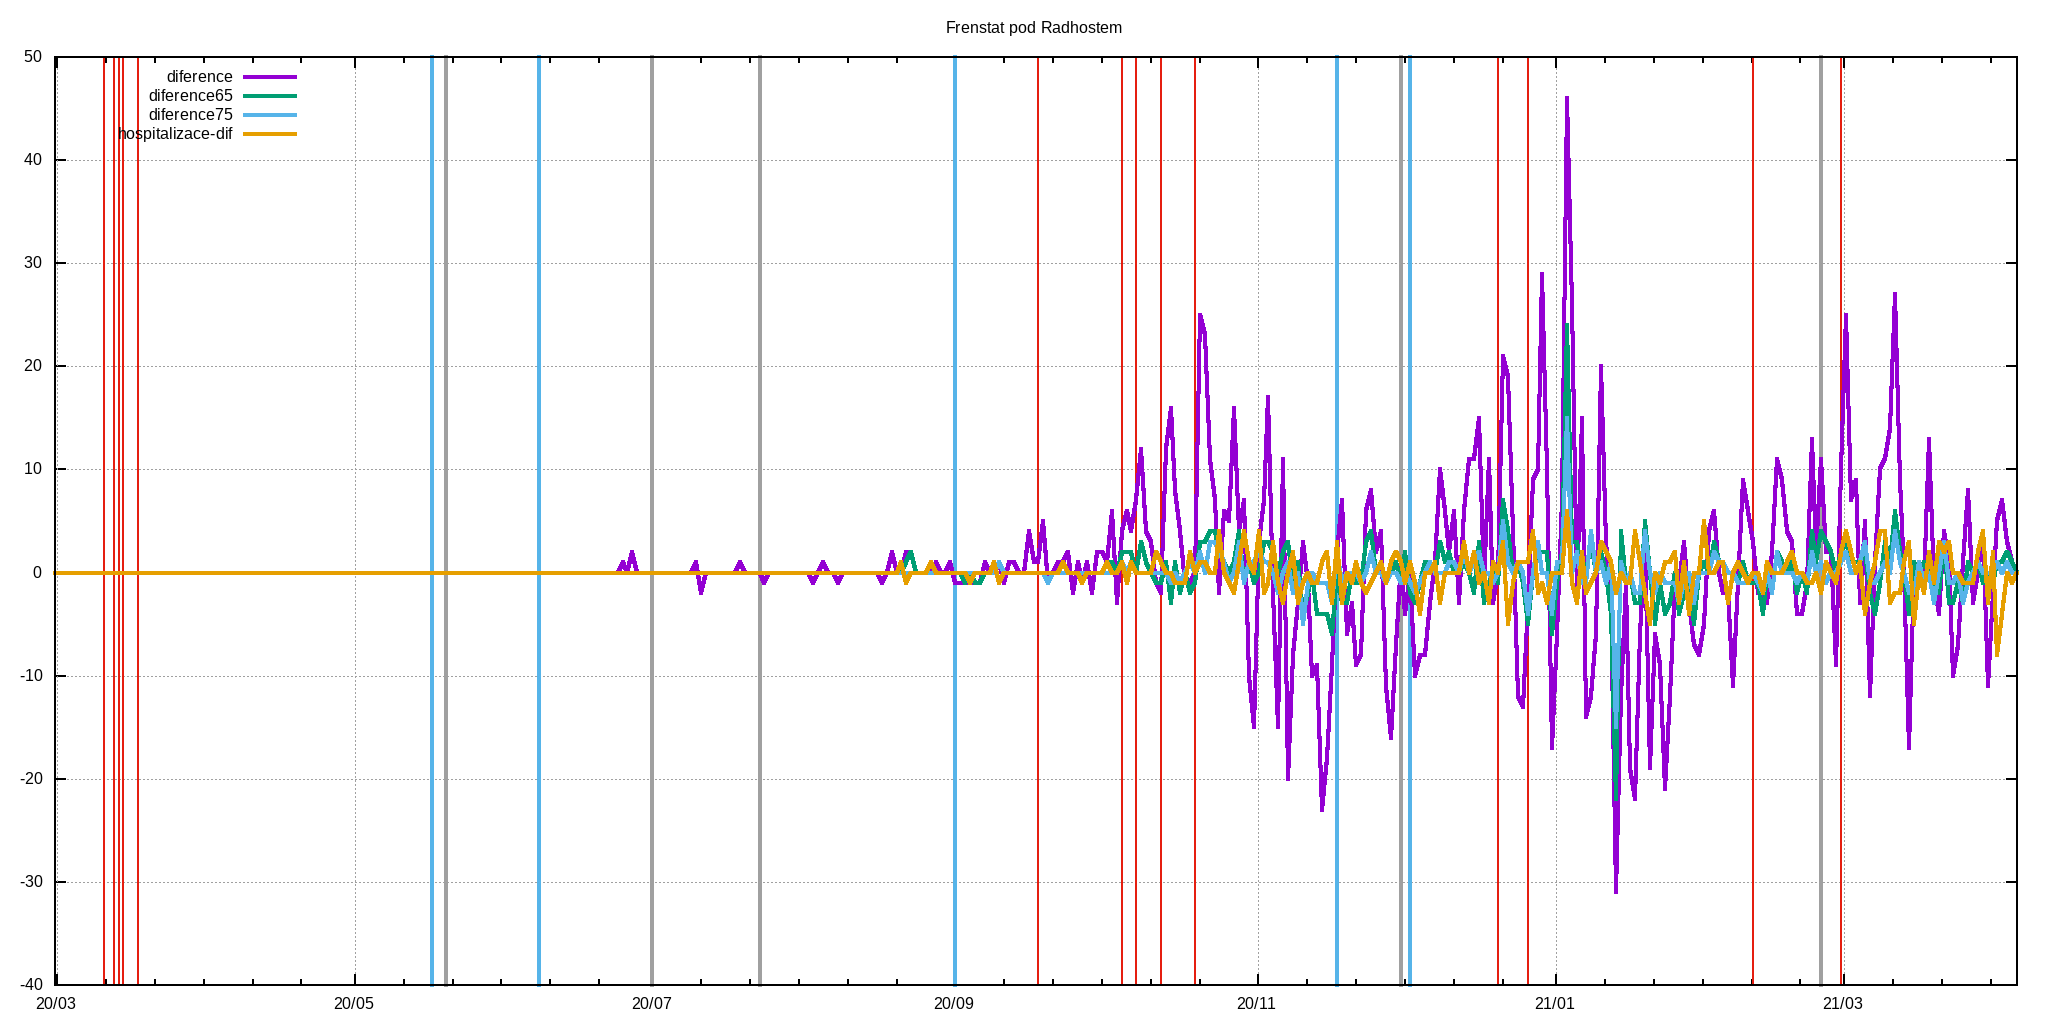 Frenstat pod Radhostem
50
diference
diference65
diference75
hospitalizace-dif
40
30
20
10
0
-10
-20
-30
-40
20/03 20/05 20/07 20/09 20/11 21/01 21/03